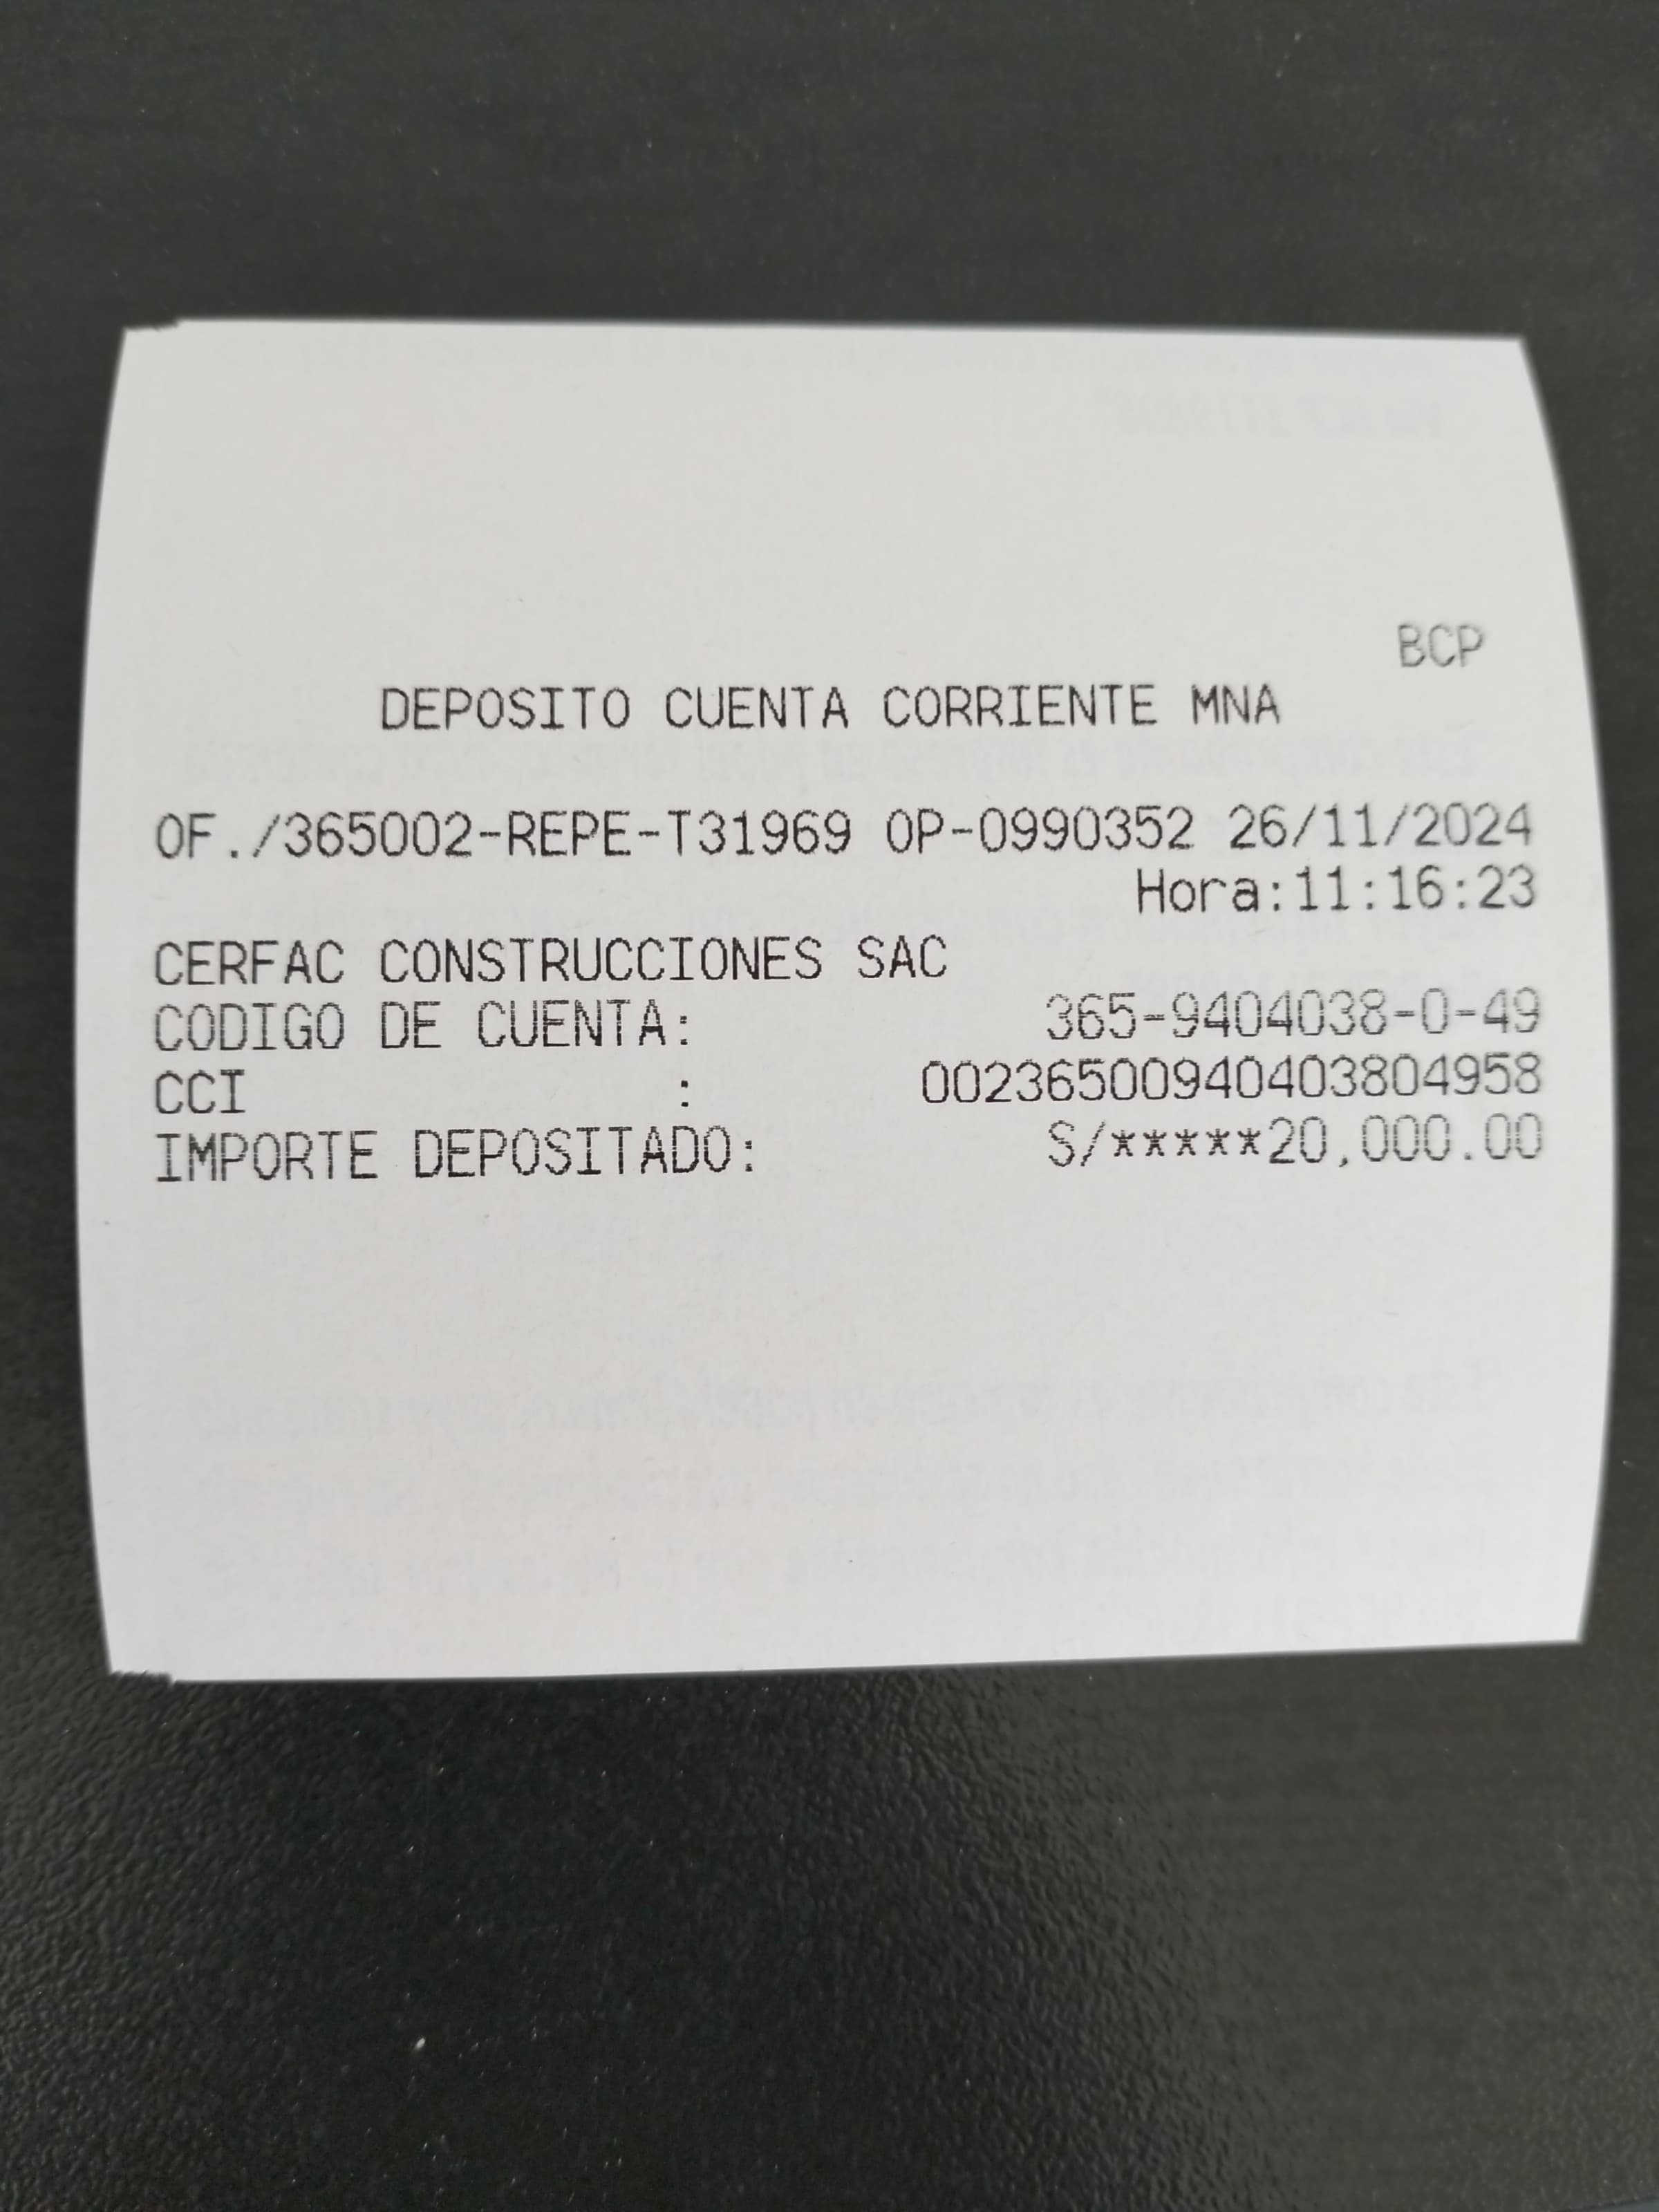 BCP
DEPOSITO CUENTA CORRIENTE MNA
OF./365002-REPE-T31969 OP-0990352 26/11/2024
Hora:11:16:23
CERFAC CONSTRUCCIONES SAC
CODIGO DE CUENTA: 365-9404038-0-49
CCI : 00236500940403804958
IMPORTE DEPOSITADO: S/*****20,000.00